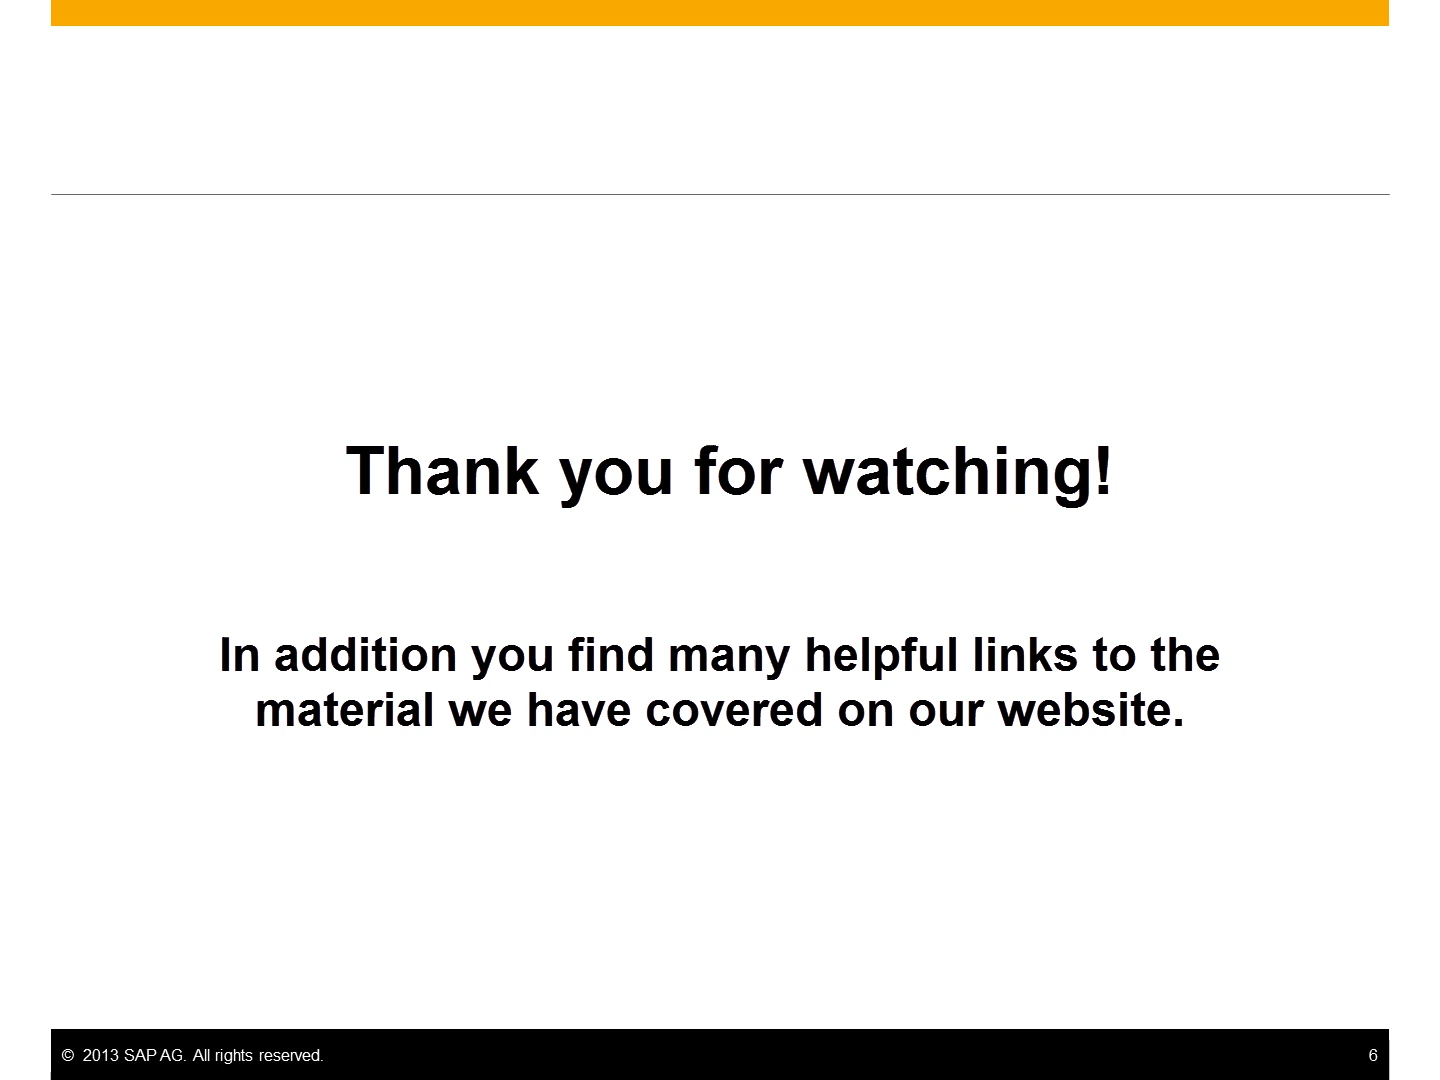 Thank you for watching!
In addition you find many helpful links to the
material we have covered on our website.
© 2013 SAP AG. All rights reserved.
6